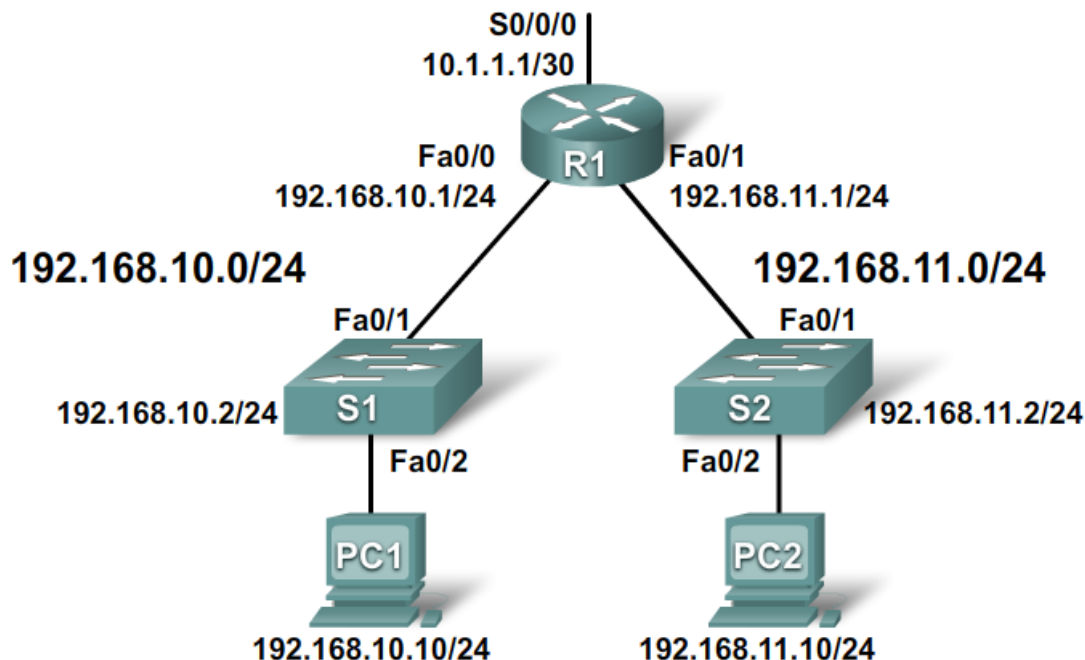 S0/0/0
10.1.1.1/30
R1
Fa0/0
192.168.10.1/24
Fa0/1
192.168.11.1/24
192.168.10.0/24
192.168.11.0/24
Fa0/1
Fa0/1
S1
192.168.10.2/24
S2
192.168.11.2/24
Fa0/2
Fa0/2
PC1
PC2
192.168.10.10/24
192.168.11.10/24